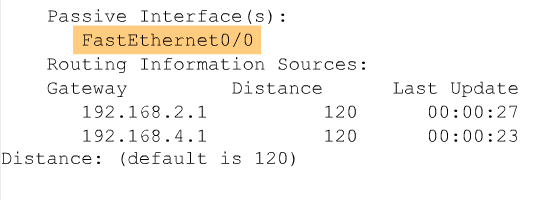 Passive Interface(s):
FastEthernet0/0
Routing Information Sources:
Gateway Distance Last Update
192.168.2.1 120 00:00:27
192.168.4.1 120 00:00:23
Distance: (default is 120)